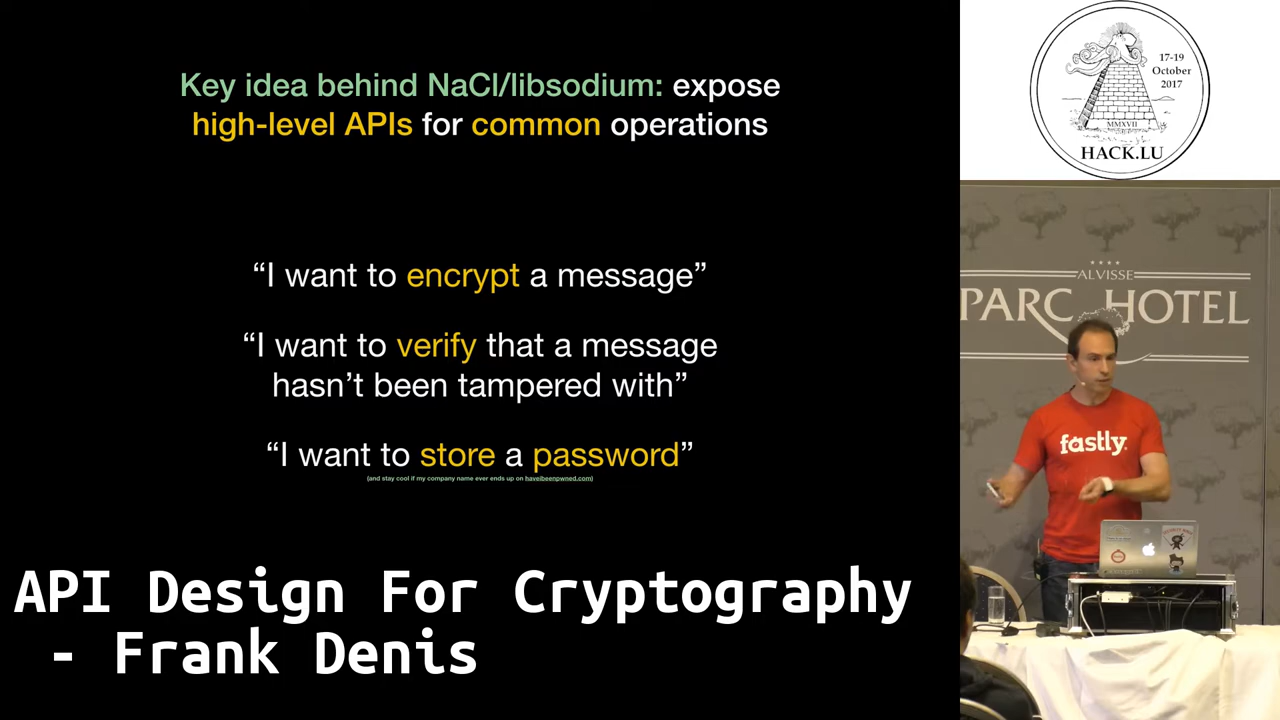 Key idea behind NaCl/libsodium: expose
high-level APIs for common operations
“I want to encrypt a message”
“I want to verify that a message
hasn’t been tampered with”
“I want to store a password”
(and stay cool if my company name ever ends up on haveibeenpwned.com)
API Design For Cryptography
- Frank Denis
17-19
October
2017
MMXVII
HACK.LU
ALVISSE
PARC HOTEL
fastly